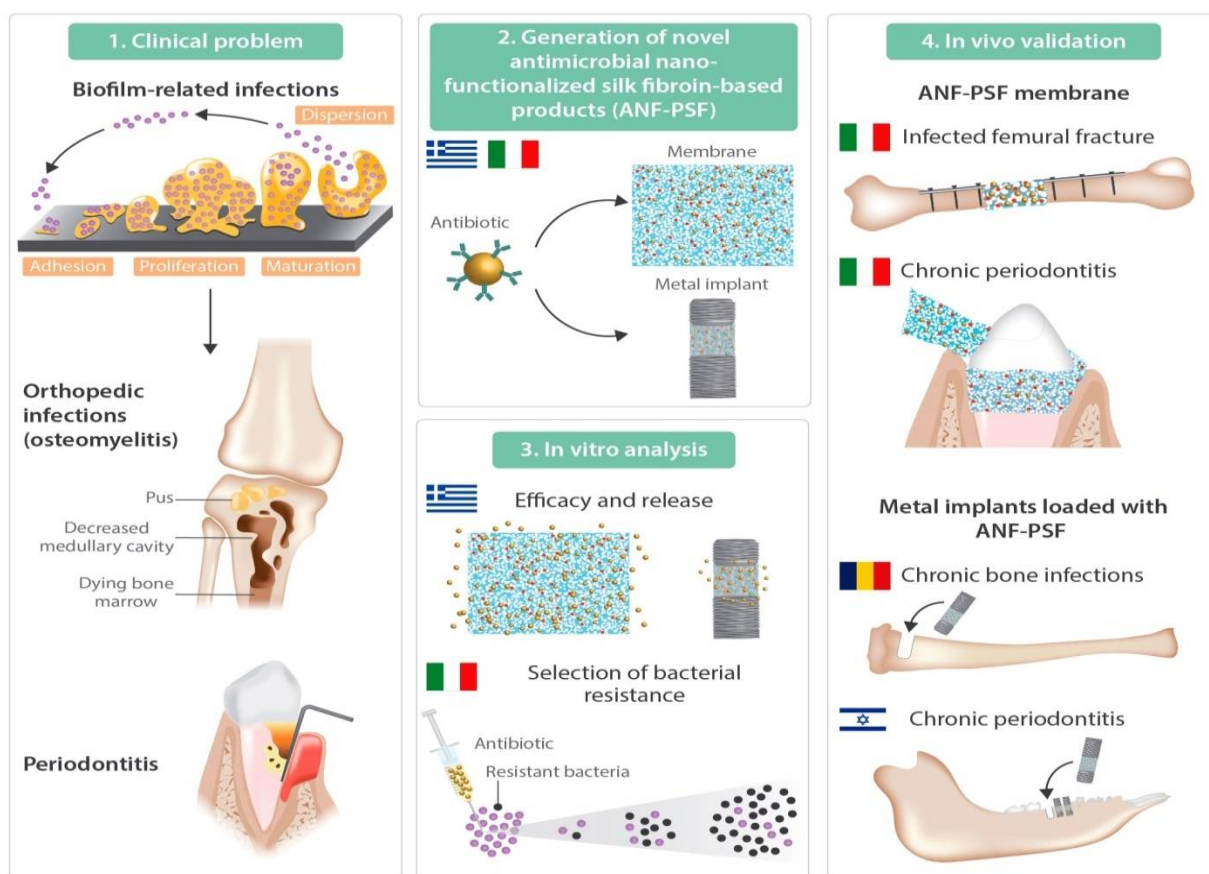 1. Clinical problem
Biofilm-related infections
Dispersion
Adhesion
Proliferation
Maturation
Orthopedic
infections
(osteomyelitis)
Pus
Decreased
medullary cavity
Dying bone
marrow
Periodontitis
2. Generation of novel
antimicrobial nano-
functionalized silk fibroin-based
products (ANF-PSF)
Membrane
Antibiotic
Metal implant
3. In vitro analysis
Efficacy and release
Selection of bacterial
resistance
Antibiotic
Resistant bacteria
4. In vivo validation
ANF-PSF membrane
Infected femural fracture
Chronic periodontitis
Metal implants loaded with
ANF-PSF
Chronic bone infections
Chronic periodontitis